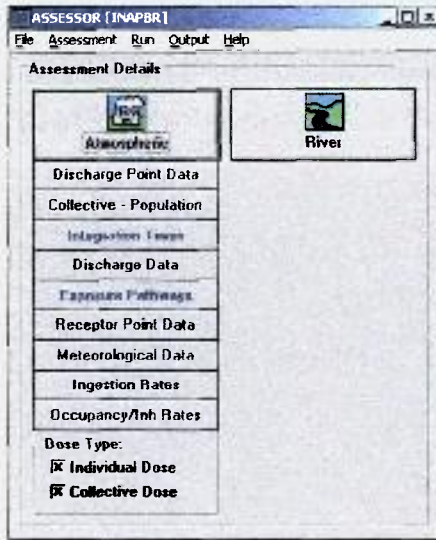 ASSESSOR [INAPBR]
File Assessment Run Output Help
Assessment Details
Atmospheric
River
Discharge Point Data
Collective - Population
Integration Times
Discharge Data
Exposure Pathways
Receptor Point Data
Meteorological Data
Ingestion Rates
Occupancy/Inh Rates
Dose Type:
Individual Dose
Collective Dose